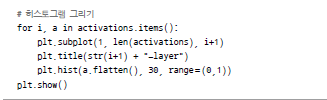 # 히스토그램 그리기
for i, a in activations.items():
    plt.subplot(1, len(activations), i+1)
    plt.title(str(i+1) + "-layer")
    plt.hist(a.flatten(), 30, range=(0,1))
plt.show()